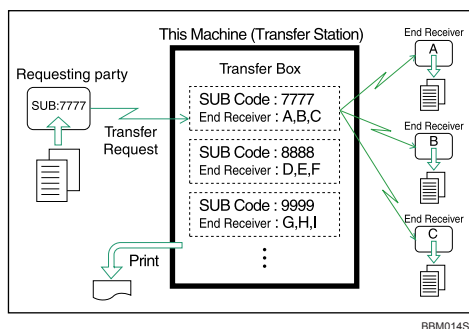 This Machine (Transfer Station)
Requesting party
SUB:7777
Transfer
Request
Transfer Box
SUB Code : 7777
End Receiver : A,B,C
SUB Code : 8888
End Receiver : D,E,F
SUB Code : 9999
End Receiver : G,H,I
Print
End Receiver
A
End Receiver
B
End Receiver
C
BBM014S